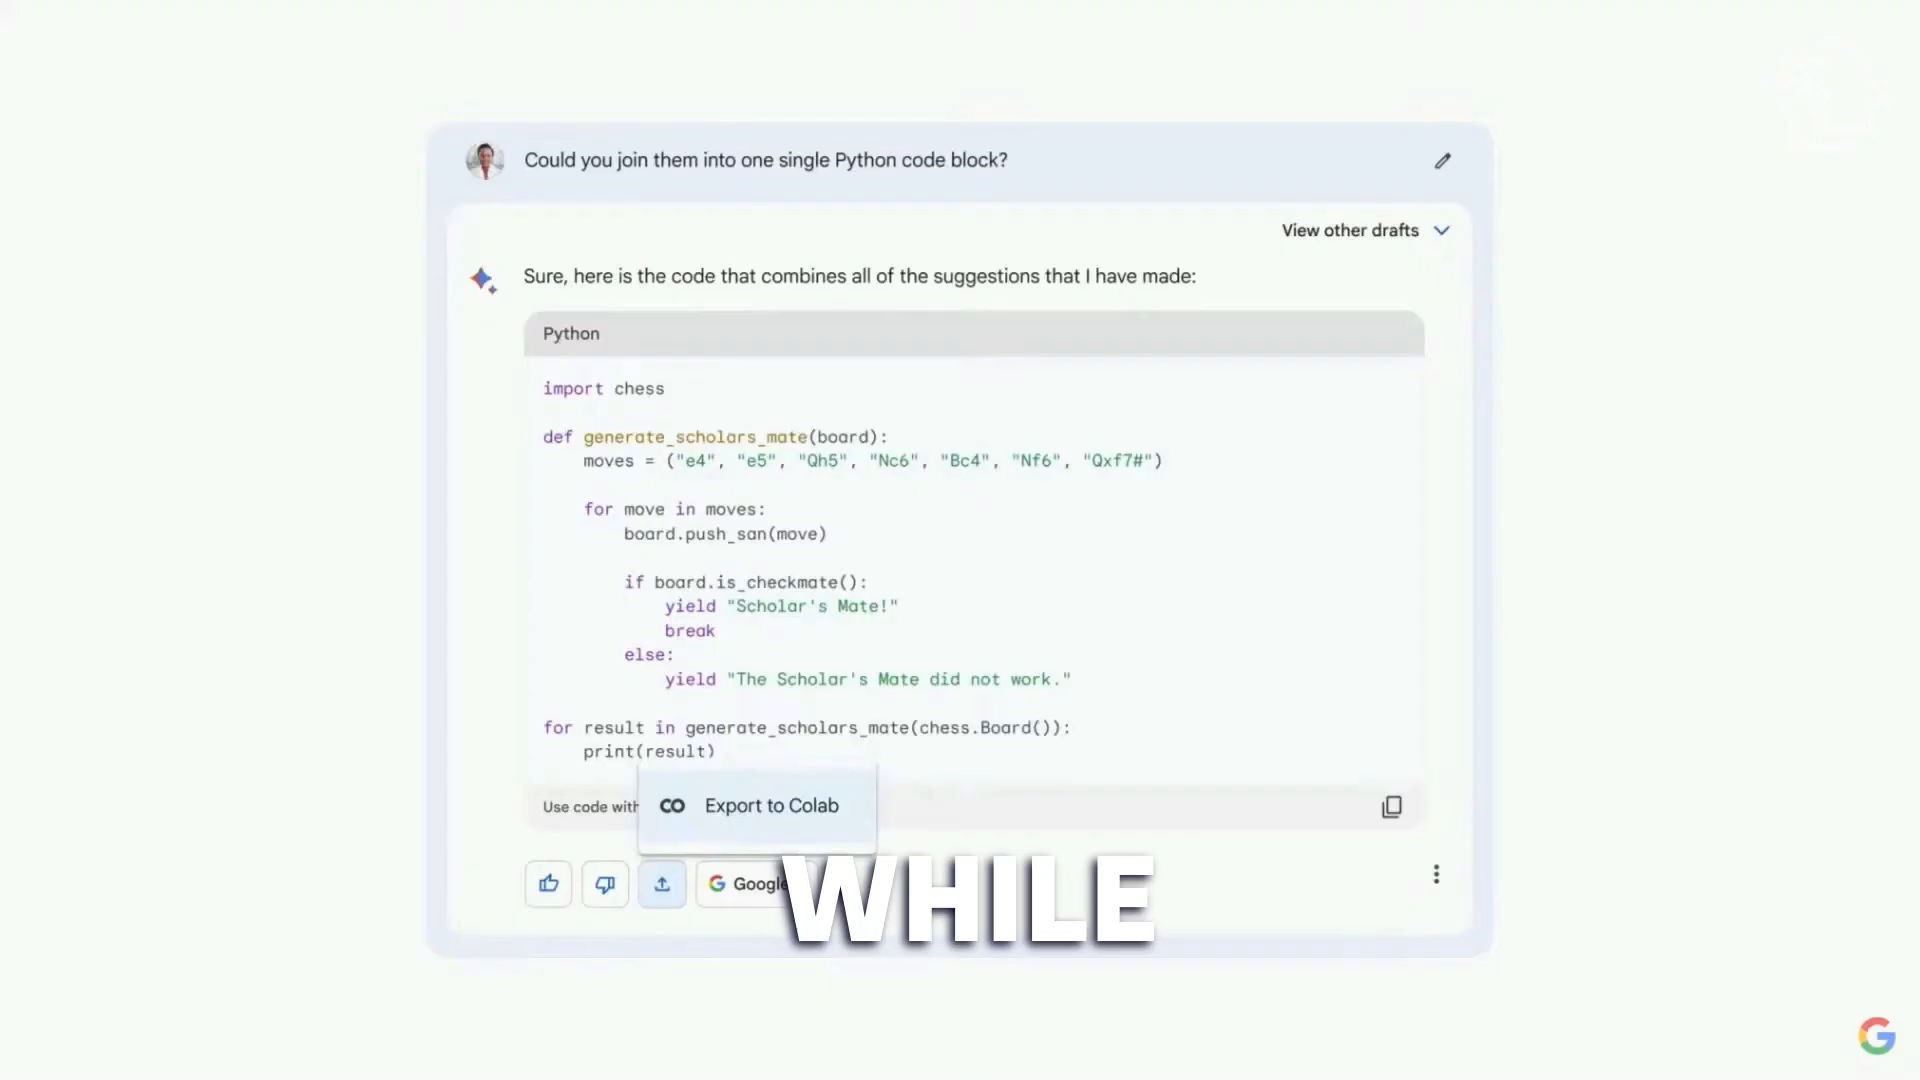 Could you join them into one single Python code block?
View other drafts
Sure, here is the code that combines all of the suggestions that I have made:
Python
import chess
def generate_scholars_mate(board):
    moves = ("e4", "e5", "Qh5", "Nc6", "Bc4", "Nf6", "Qxf7#")
    for move in moves:
        board.push_san(move)
        if board.is_checkmate():
            yield "Scholar's Mate!"
            break
        else:
            yield "The Scholar's Mate did not work."
for result in generate_scholars_mate(chess.Board()):
    print(result)
Use code with
CO Export to Colab
G Google
WHILE
G